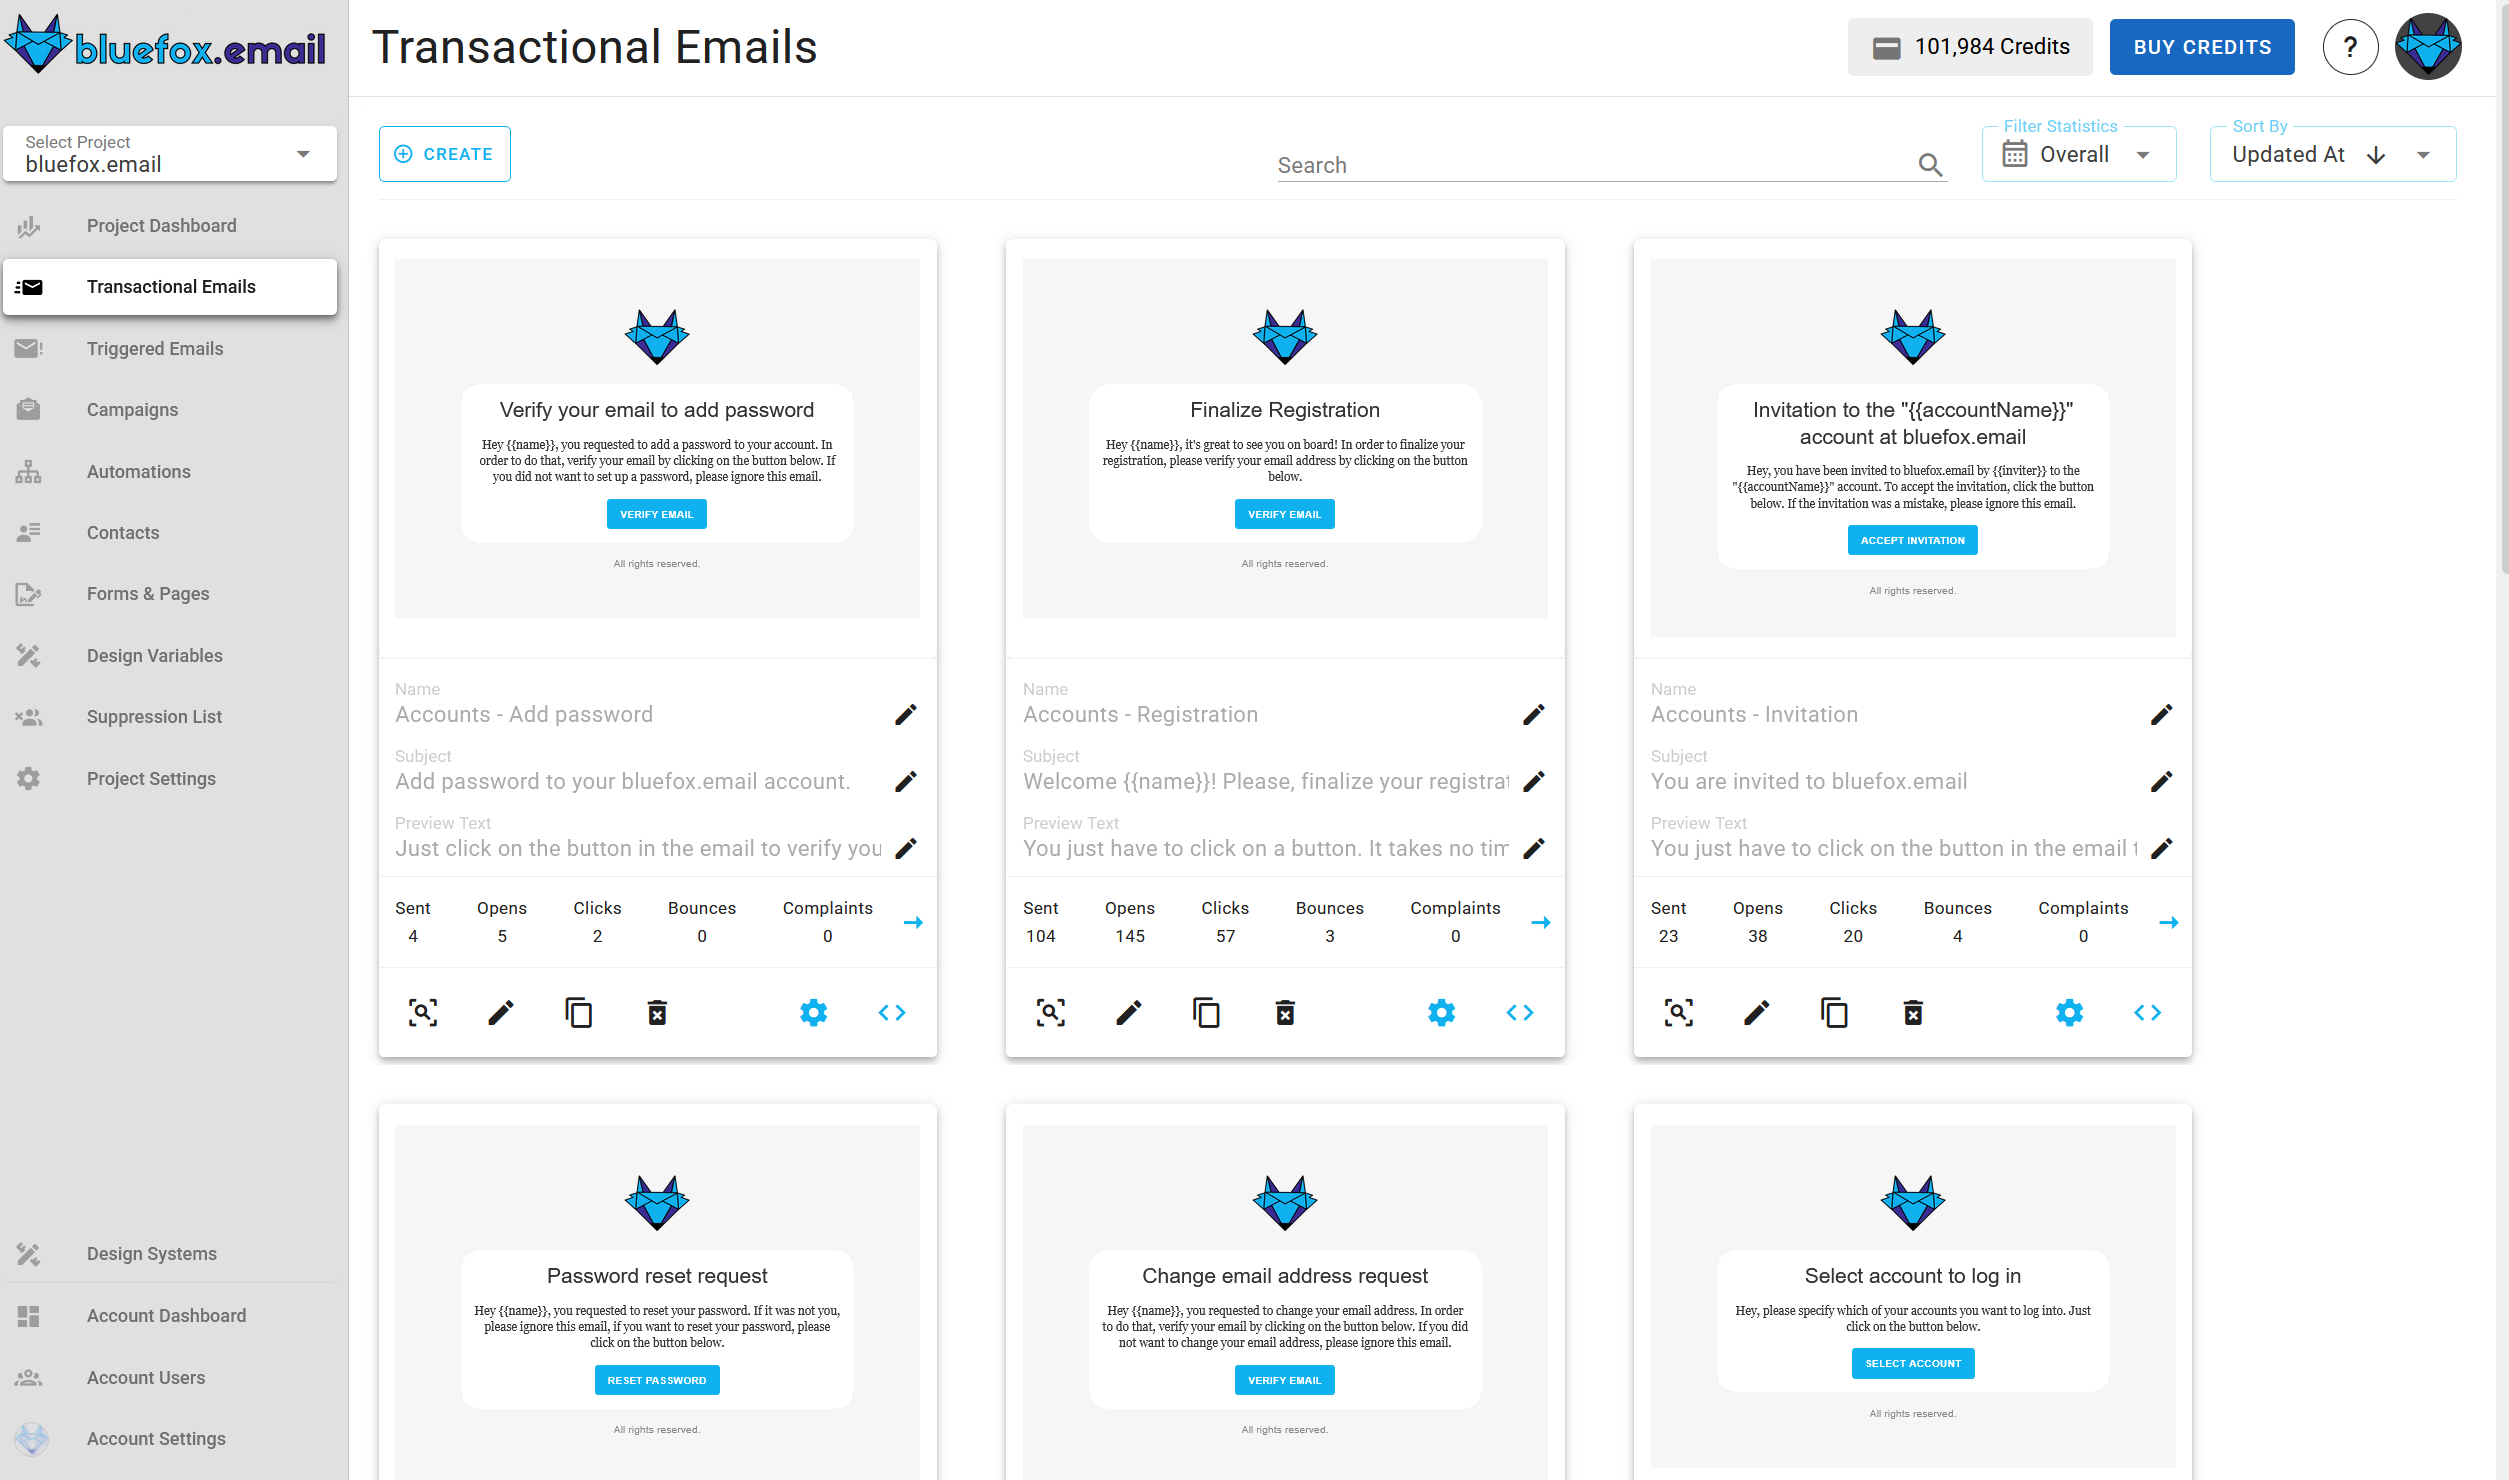 bluefox.email
Transactional Emails
101,984 Credits
BUY CREDITS
?
Select Project
bluefox.email
Project Dashboard
Transactional Emails
Triggered Emails
Campaigns
Automations
Contacts
Forms & Pages
Design Variables
Suppression List
Project Settings
Design Systems
Account Dashboard
Account Users
Account Settings
CREATE
Search
Filter Statistics
Overall
Sort By
Updated At
Verify your email to add password
Hey {{name}}, you requested to add a password to your account. In
order to do that, verify your email by clicking on the button below. If
you did not want to set up a password, please ignore this email.
VERIFY EMAIL
All rights reserved.
Name
Accounts - Add password
Subject
Add password to your bluefox.email account.
Preview Text
Just click on the button in the email to verify you
Sent Opens Clicks Bounces Complaints
4 5 2 0 0
Finalize Registration
Hey {{name}}, it's great to see you on board! In order to finalize your
registration, please verify your email address by clicking on the button
below.
VERIFY EMAIL
All rights reserved.
Name
Accounts - Registration
Subject
Welcome {{name}}! Please, finalize your registrat
Preview Text
You just have to click on a button. It takes no tim
Sent Opens Clicks Bounces Complaints
104 145 57 3 0
Invitation to the "{{accountName}}"
account at bluefox.email
Hey, you have been invited to bluefox.email by {{inviter}} to the
"{{accountName}}" account. To accept the invitation, click the button
below. If the invitation was a mistake, please ignore this email.
ACCEPT INVITATION
All rights reserved.
Name
Accounts - Invitation
Subject
You are invited to bluefox.email
Preview Text
You just have to click on the button in the email t
Sent Opens Clicks Bounces Complaints
23 38 20 4 0
Password reset request
Hey {{name}}, you requested to reset your password. If it was not you,
please ignore this email, if you want to reset your password, please
click on the button below.
RESET PASSWORD
All rights reserved.
Change email address request
Hey {{name}}, you requested to change your email address. In order
to do that, verify your email by clicking on the button below. If you did
not want to change your email address, please ignore this email.
VERIFY EMAIL
All rights reserved.
Select account to log in
Hey, please specify which of your accounts you want to log into. Just
click on the button below.
SELECT ACCOUNT
All rights reserved.